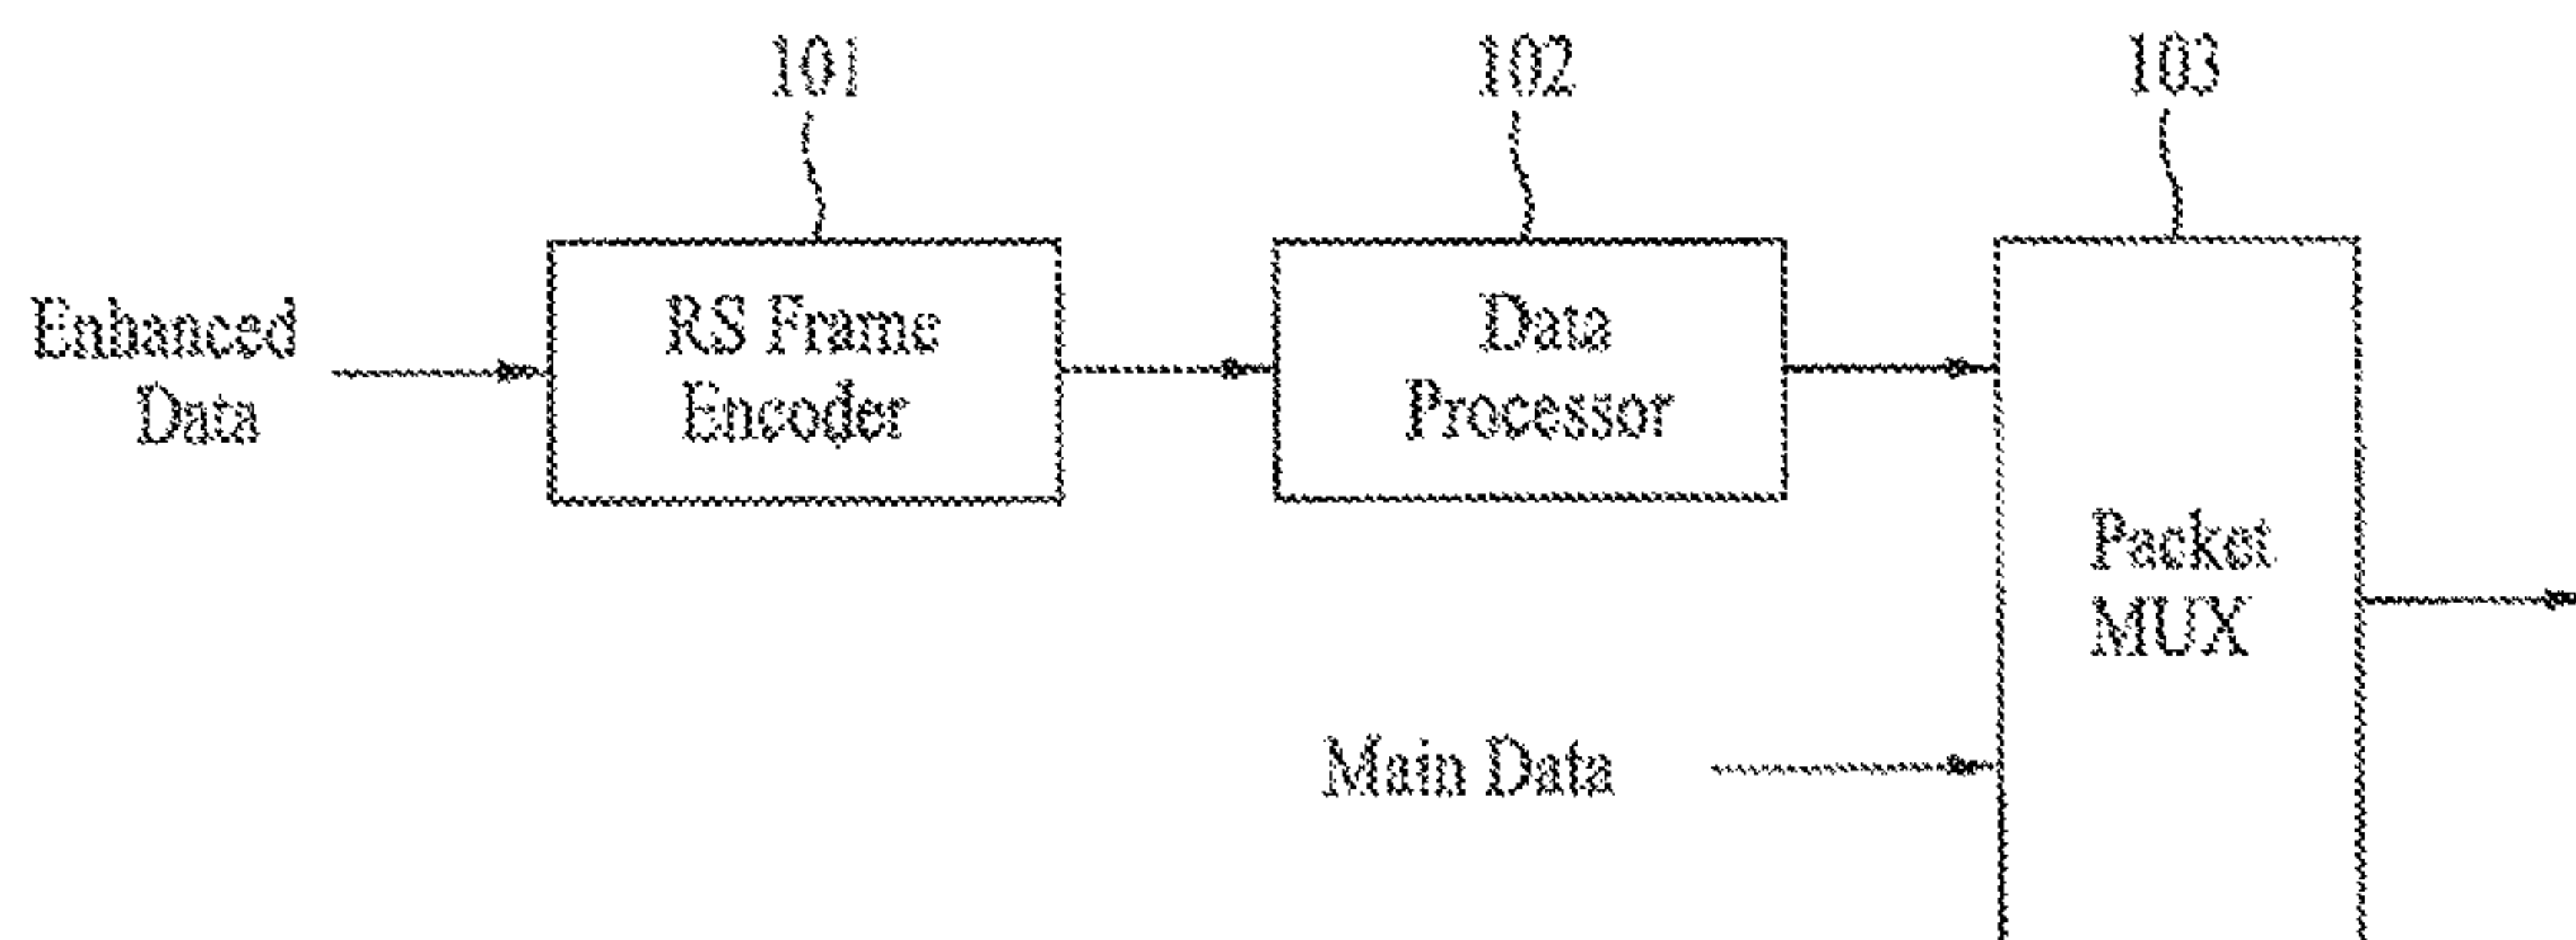 101
102
103
Enhanced
Data
RS Frame
Encoder
Data
Processor
Packet
MUX
Main Data